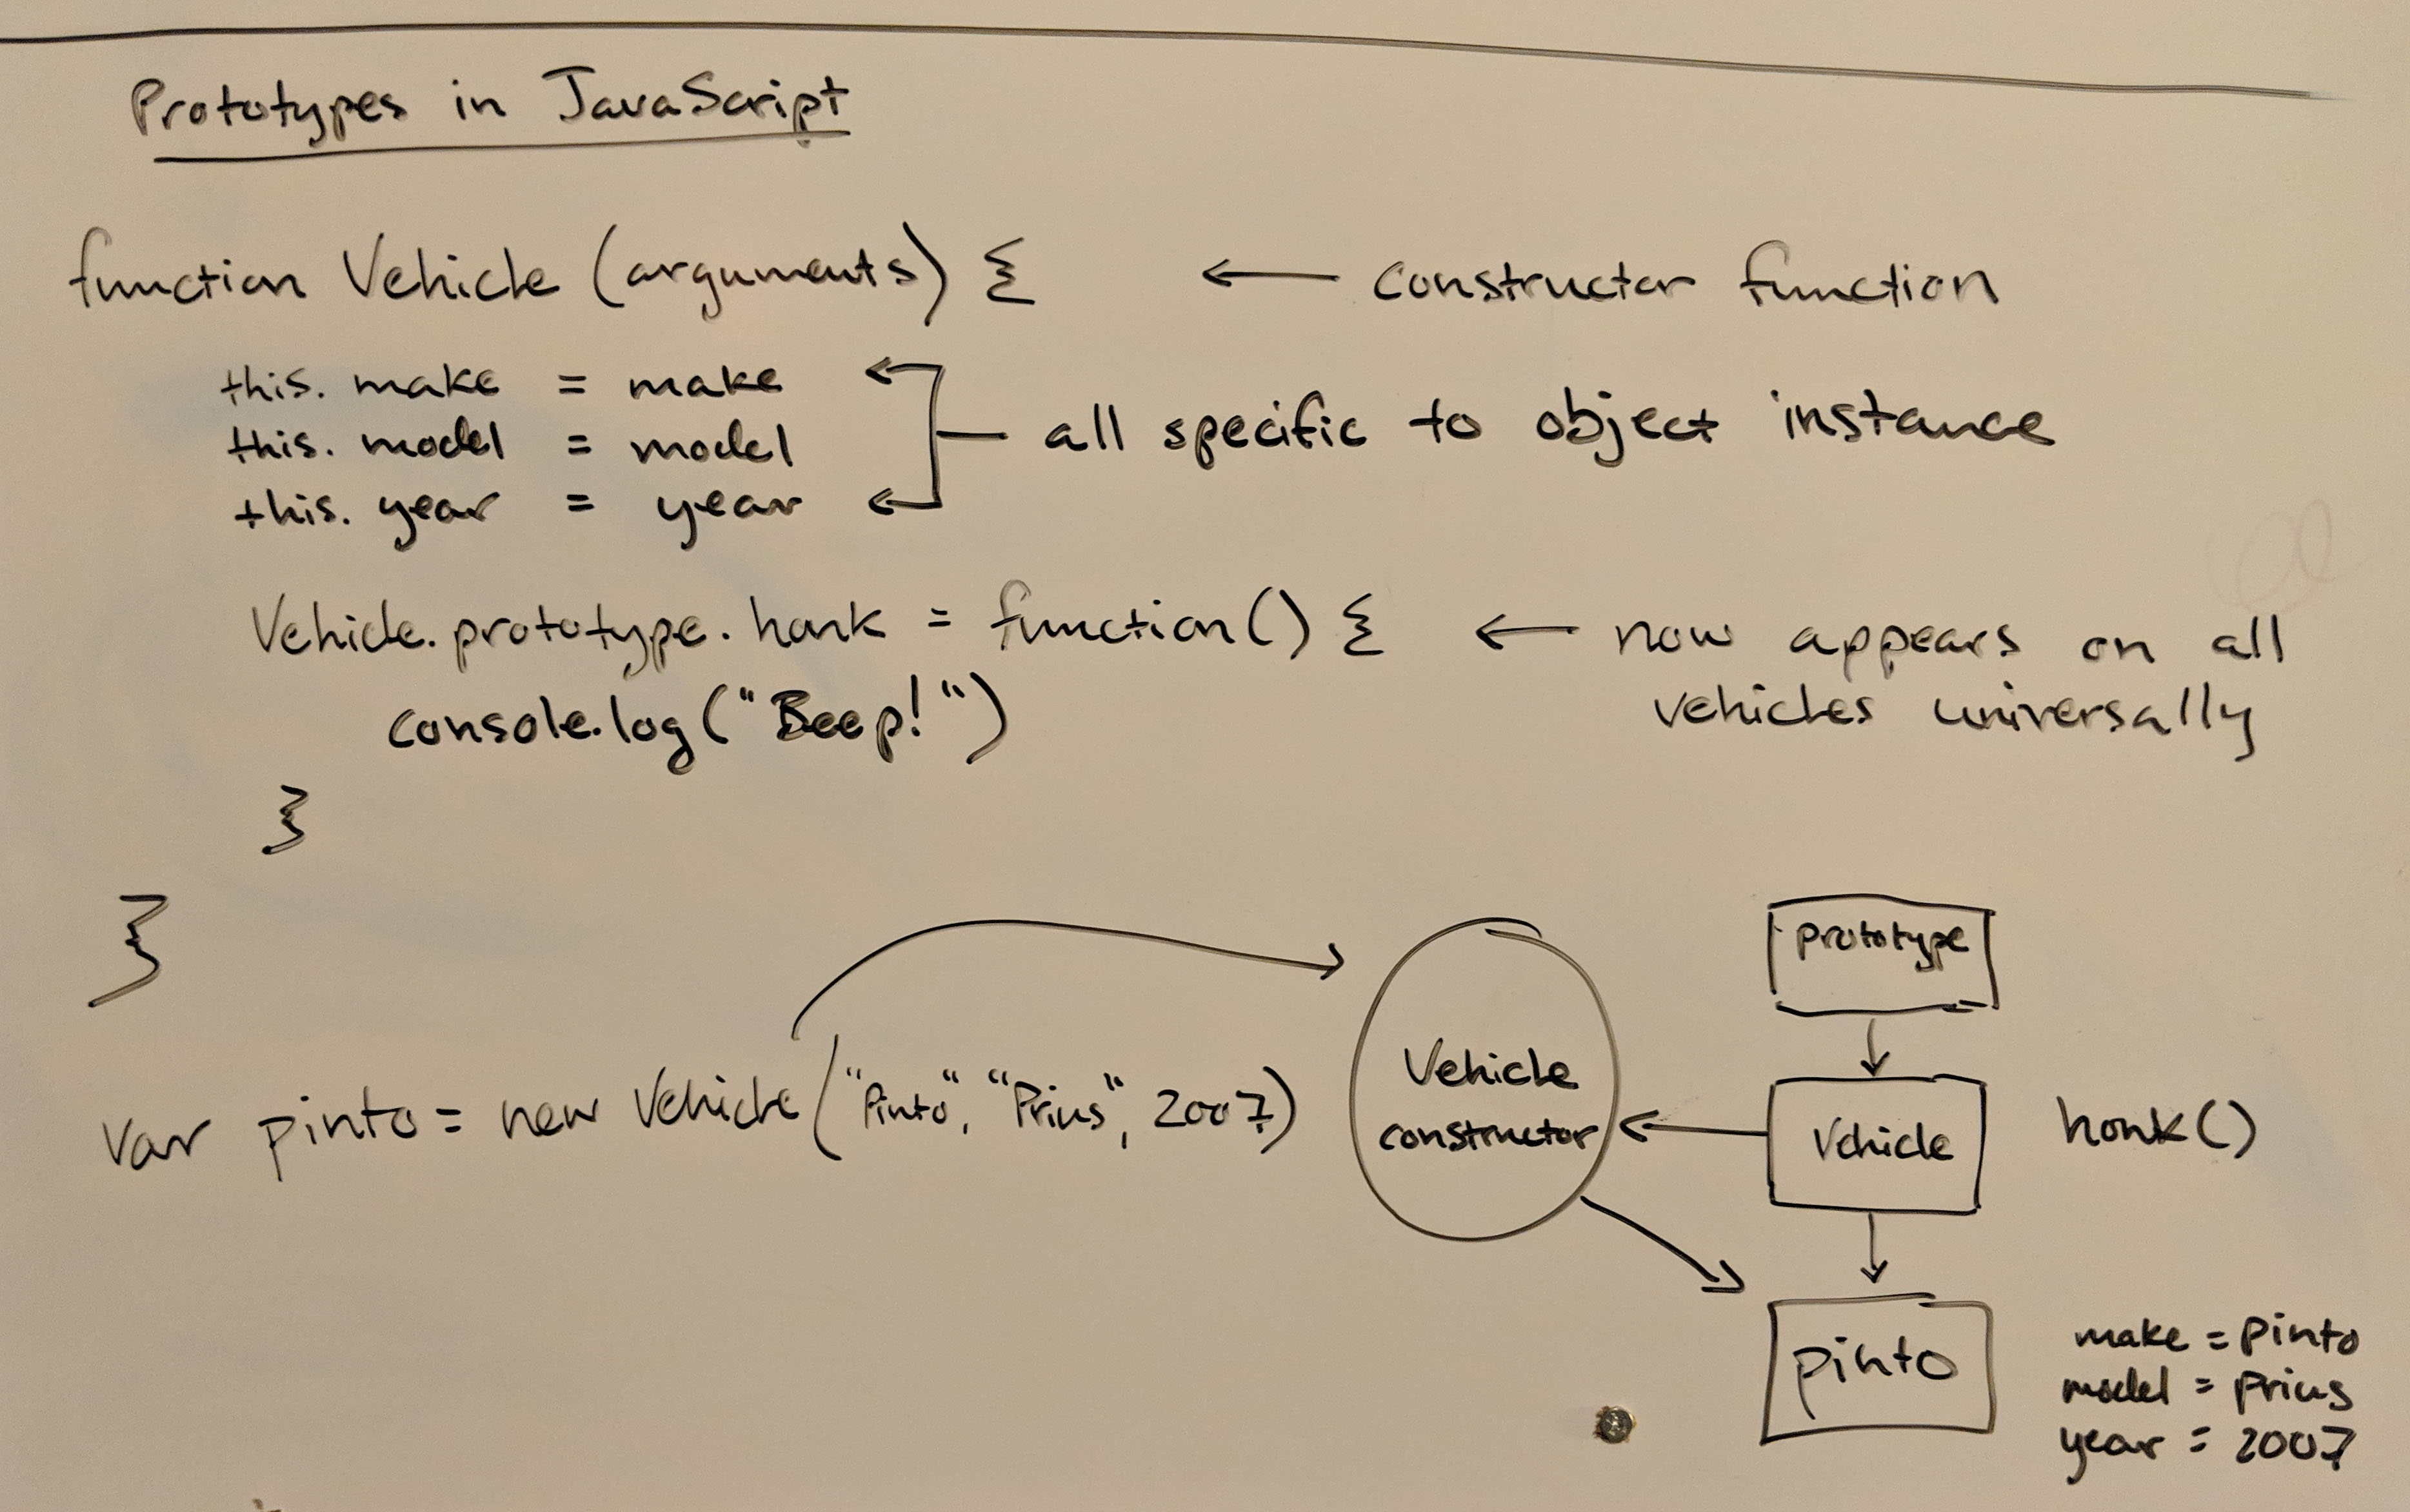 Prototypes in JavaScript
function Vehicle (arguments) { ← constructor function
this. make = make
this. model = model all specific to object instance
this. year = year
Vehicle.prototype.honk = function() { ← now appears on all
console.log("Beep!") vehicles universally
}
}
prototype
var pinto = new Vehicle("Pinto", "Prius", 2007)
Vehicle
constructor
Vehicle honk()
pinto
make = pinto
model = prius
year = 2007